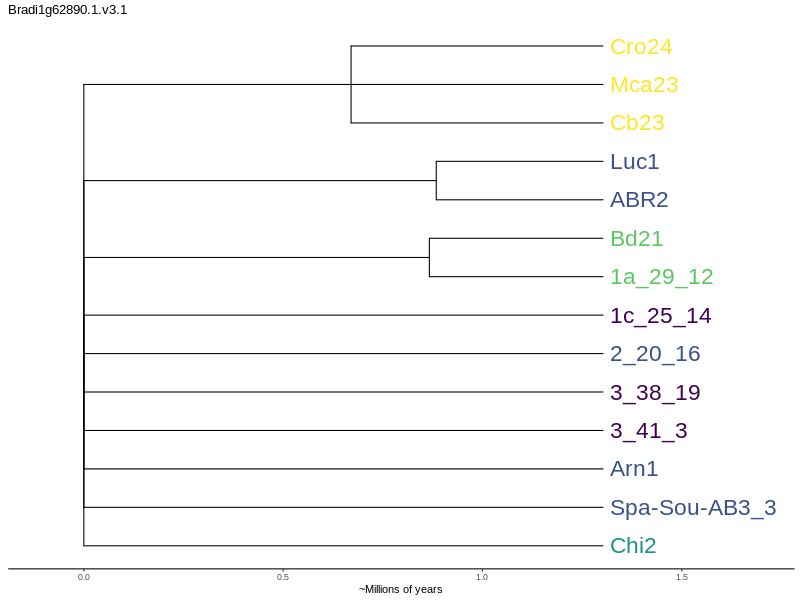 Bradi1g62890.1.v3.1
Cro24
Mca23
Cb23
Luc1
ABR2
Bd21
1a_29_12
1c_25_14
2_20_16
3_38_19
3_41_3
Arn1
Spa-Sou-AB3_3
Chi2
0.0 0.5 1.0 1.5
~Millions of years